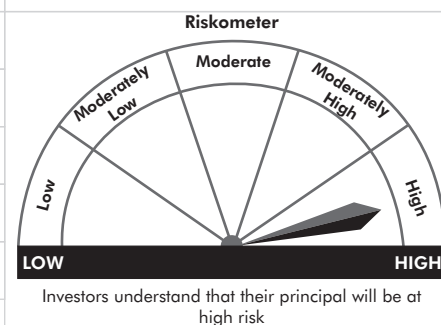 Riskometer
Low
Moderately
Low
Moderate
Moderately
High
High
LOW
HIGH
Investors understand that their principal will be at
high risk